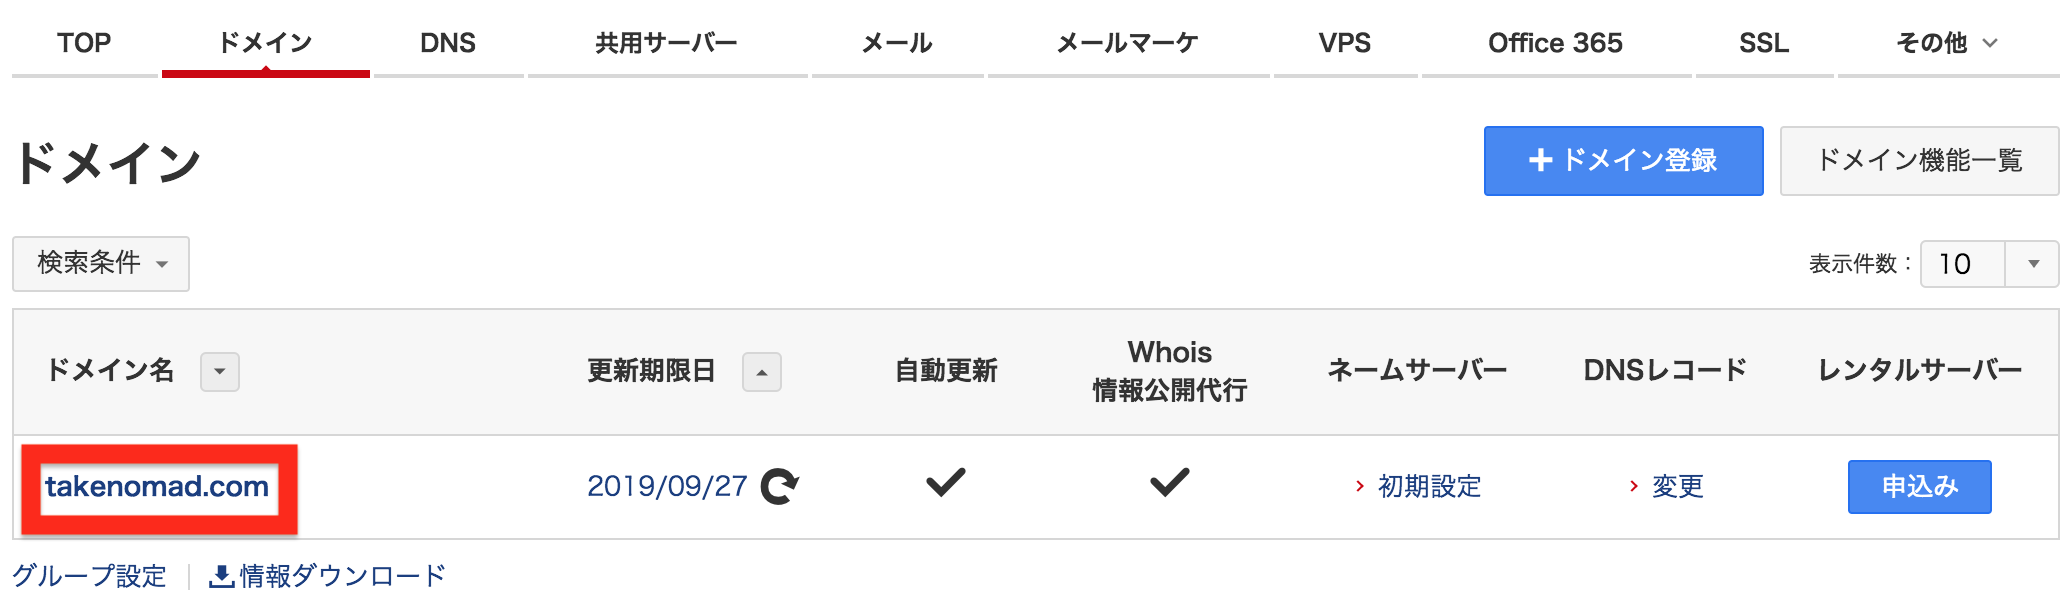 TOP ドメイン DNS 共用サーバー メール メールマーケ VPS Office 365 SSL その他
ドメイン
ドメイン登録 ドメイン機能一覧
検索条件
表示件数： 10
ドメイン名 更新期限日 自動更新 Whois 情報公開代行 ネームサーバー DNSレコード レンタルサーバー
takenomad.com 2019/09/27 初期設定 変更 申込み
グループ設定 情報ダウンロード